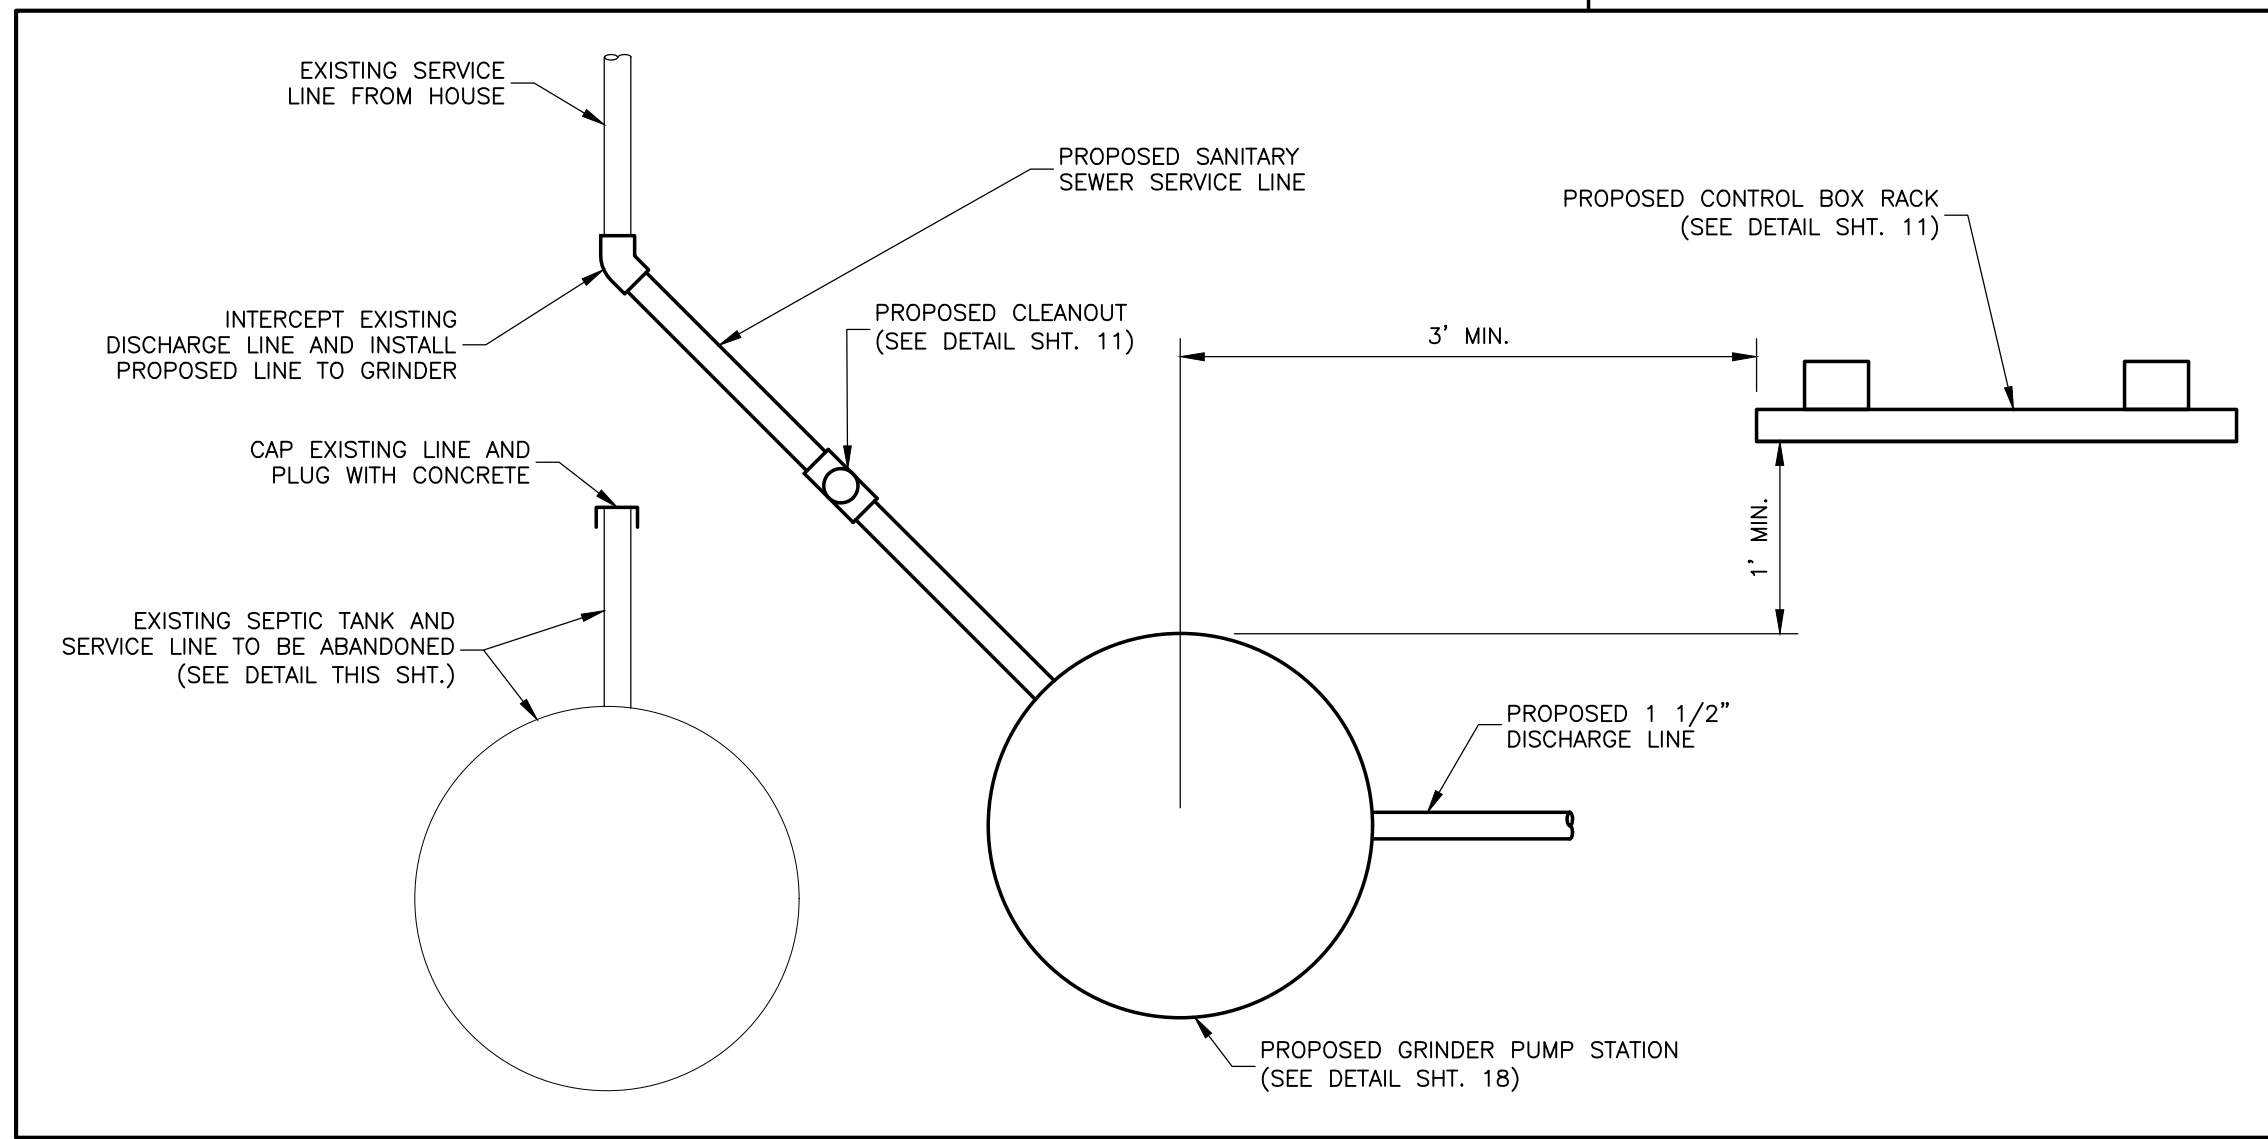 EXISTING SERVICE
LINE FROM HOUSE
PROPOSED SANITARY
SEWER SERVICE LINE
PROPOSED CONTROL BOX RACK
(SEE DETAIL SHT. 11)
INTERCEPT EXISTING
DISCHARGE LINE AND INSTALL
PROPOSED LINE TO GRINDER
PROPOSED CLEANOUT
(SEE DETAIL SHT. 11)
3' MIN.
CAP EXISTING LINE AND
PLUG WITH CONCRETE
1' MIN.
EXISTING SEPTIC TANK AND
SERVICE LINE TO BE ABANDONED
(SEE DETAIL THIS SHT.)
PROPOSED 1 1/2"
DISCHARGE LINE
PROPOSED GRINDER PUMP STATION
(SEE DETAIL SHT. 18)